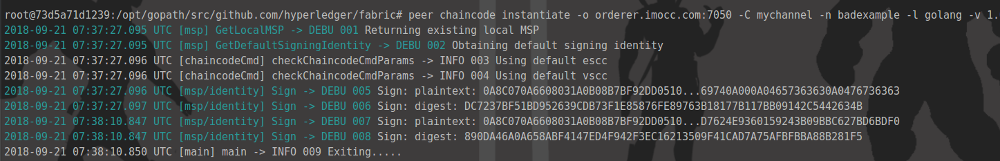 root@73d5a71d1239:/opt/gopath/src/github.com/hyperledger/fabric# peer chaincode instantiate -o orderer.imocc.com:7050 -C mychannel -n badexample -l golang -v 1.
2018-09-21 07:37:27.095 UTC [msp] GetLocalMSP -> DEBU 001 Returning existing local MSP
2018-09-21 07:37:27.095 UTC [msp] GetDefaultSigningIdentity -> DEBU 002 Obtaining default signing identity
2018-09-21 07:37:27.096 UTC [chaincodeCmd] checkChaincodeCmdParams -> INFO 003 Using default escc
2018-09-21 07:37:27.096 UTC [chaincodeCmd] checkChaincodeCmdParams -> INFO 004 Using default vscc
2018-09-21 07:37:27.096 UTC [msp/identity] Sign -> DEBU 005 Sign: plaintext: 0A8C070A6608031A0B08B7BF92DD0510...69740A000A04657363630A0476736363
2018-09-21 07:37:27.097 UTC [msp/identity] Sign -> DEBU 006 Sign: digest: DC7237BF51BD952639CDB73F1E85876FE89763B18177B117BB09142C5442634B
2018-09-21 07:38:10.847 UTC [msp/identity] Sign -> DEBU 007 Sign: plaintext: 0A8C070A6608031A0B08B7BF92DD0510...D7624E9360159243B09BBC627BD6BDF0
2018-09-21 07:38:10.847 UTC [msp/identity] Sign -> DEBU 008 Sign: digest: 890DA46A0A658ABF4147ED4F942F3EC16213509F41CAD7A75AFBFBBA88B281F5
2018-09-21 07:38:10.850 UTC [main] main -> INFO 009 Exiting.....